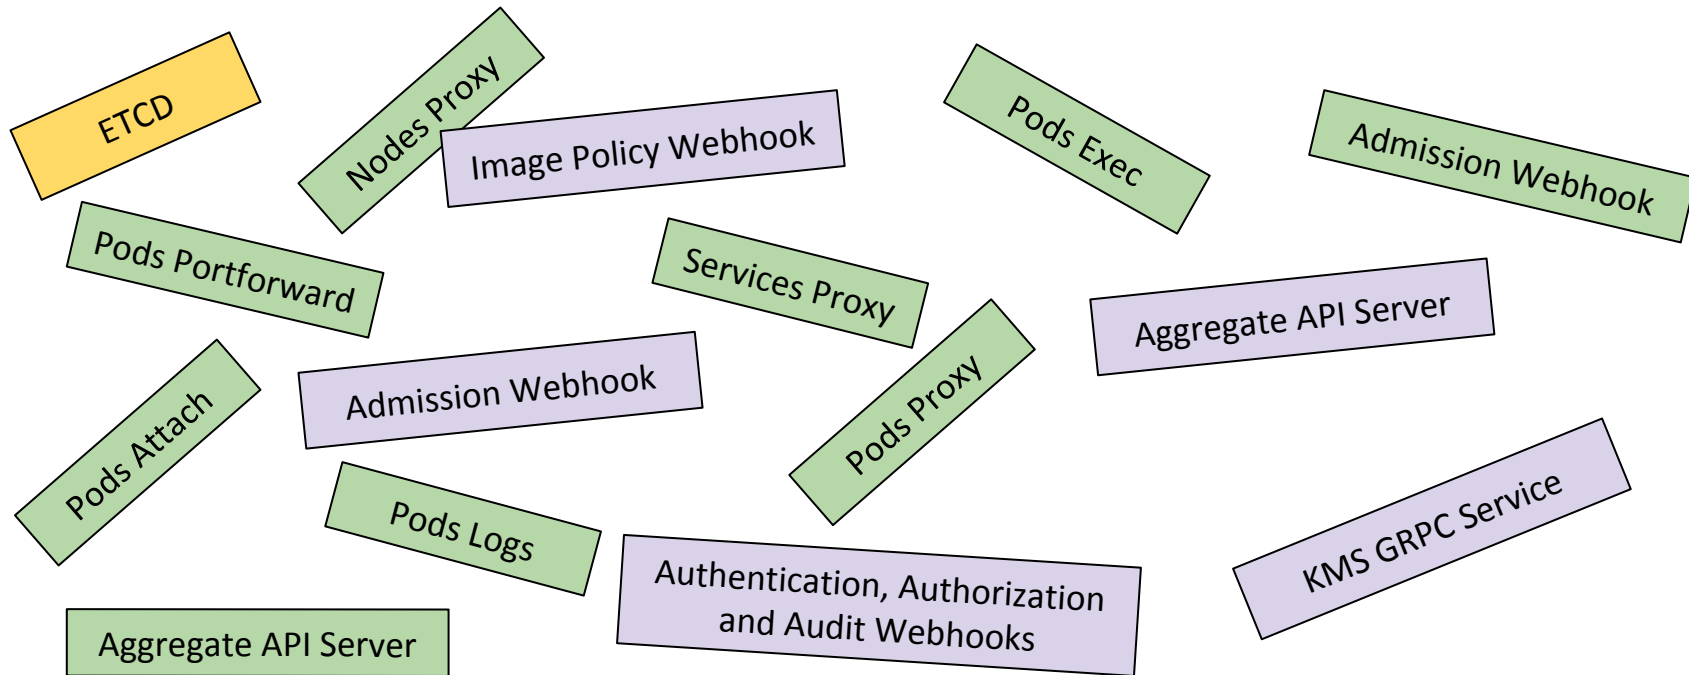 ETCD
Nodes Proxy
Image Policy Webhook
Pods Exec
Admission Webhook
Pods Portforward
Services Proxy
Aggregate API Server
Admission Webhook
Pods Proxy
Pods Attach
Pods Logs
KMS GRPC Service
Authentication, Authorization
and Audit Webhooks
Aggregate API Server